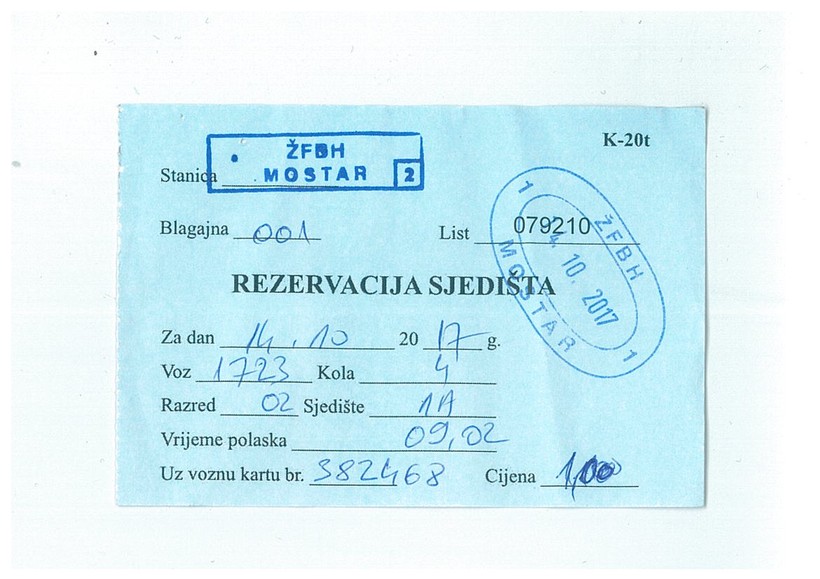 K-20t
ŽFBH
Stanica MOSTAR 2
Blagajna 001 List 079210
REZERVACIJA SJEDIŠTA
1 ŽFBH
14. 10. 2017
MOSTAR 1
Za dan 14.10 2017 g.
Voz 1723 Kola 4
Razred 02 Sjedište 1A
Vrijeme polaska 09,02
Uz voznu kartu br. 382468 Cijena 1,00